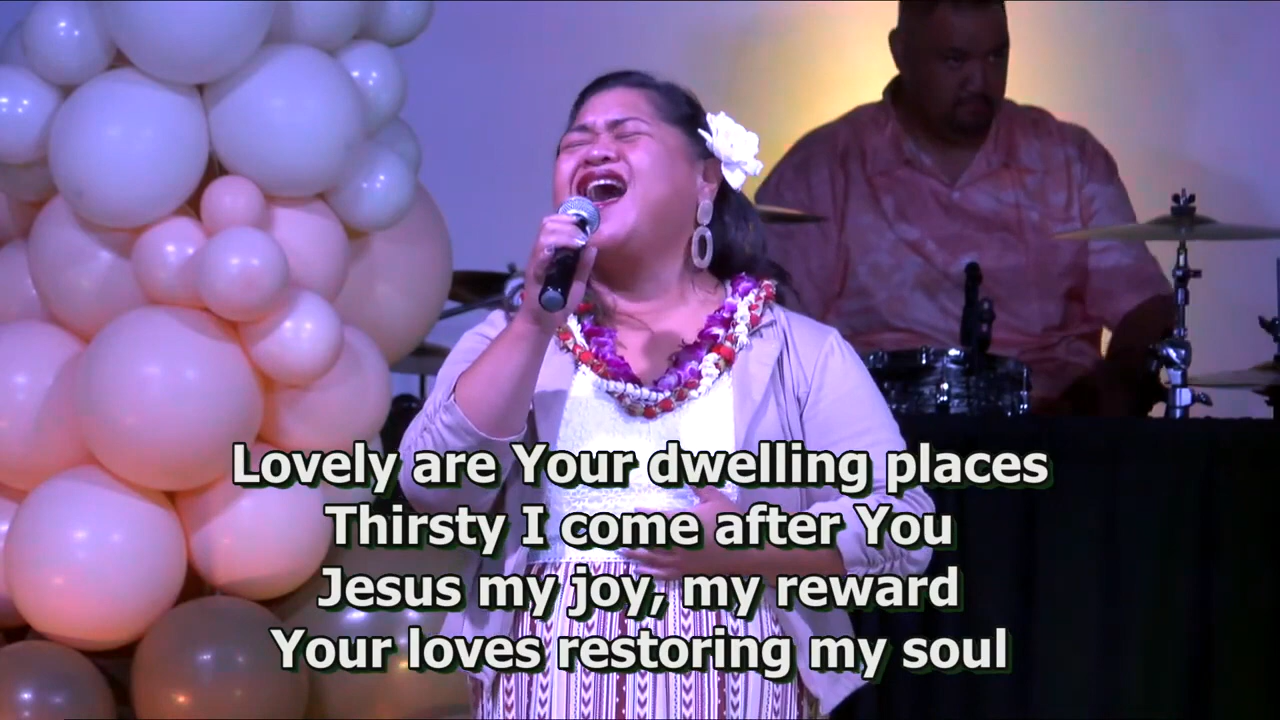 Lovely are Your dwelling places
Thirsty I come after You
Jesus my joy, my reward
Your loves restoring my soul